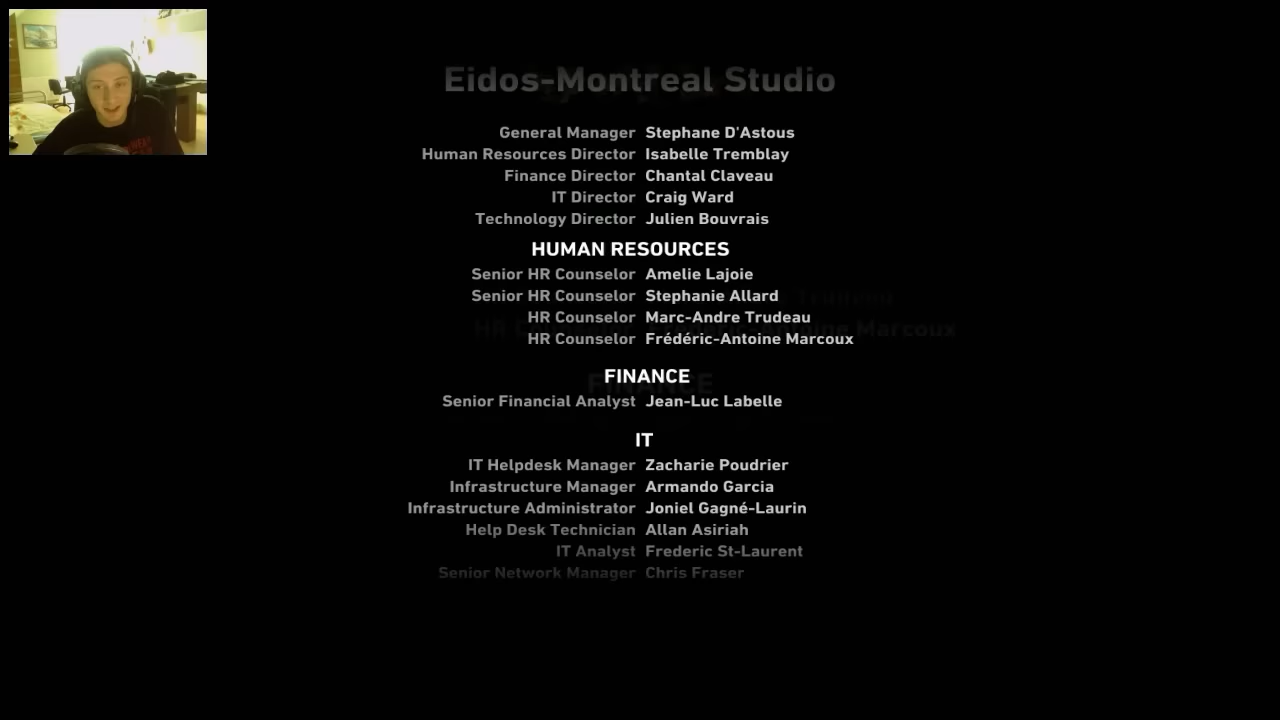 Eidos-Montreal Studio
General Manager Stephane D'Astous
Human Resources Director Isabelle Tremblay
Finance Director Chantal Claveau
IT Director Craig Ward
Technology Director Julien Bouvrais
HUMAN RESOURCES
Senior HR Counselor Amelie Lajoie
Senior HR Counselor Stephanie Allard
HR Counselor Marc-Andre Trudeau
HR Counselor Frédéric-Antoine Marcoux
FINANCE
Senior Financial Analyst Jean-Luc Labelle
IT
IT Helpdesk Manager Zacharie Poudrier
Infrastructure Manager Armando Garcia
Infrastructure Administrator Joniel Gagné-Laurin
Help Desk Technician Allan Asiriah
IT Analyst Frederic St-Laurent
Senior Network Manager Chris Fraser